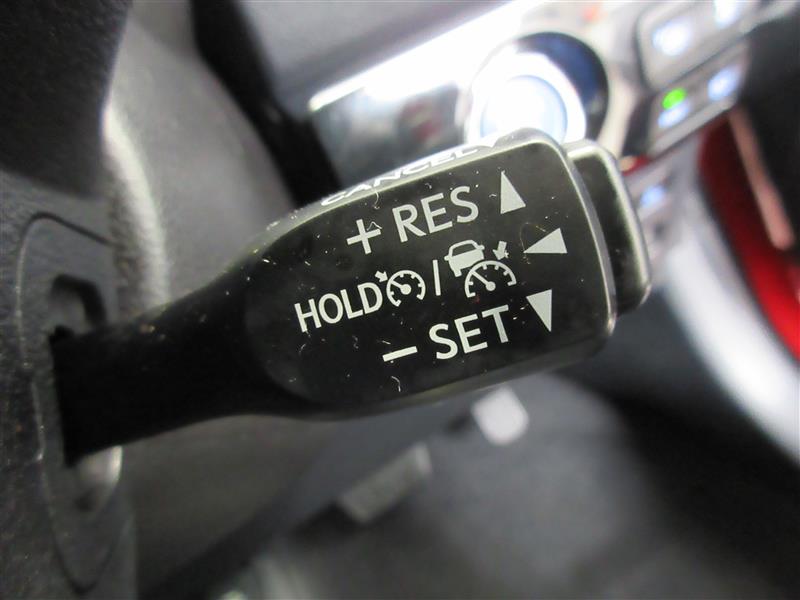 CANCEL
+ RES
HOLD /
− SET